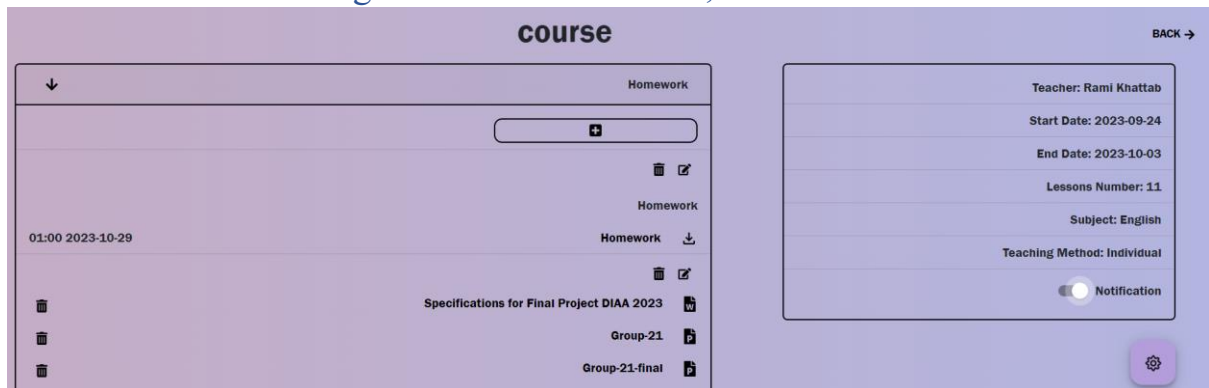 course
BACK →
Homework
Homework
01:00 2023-10-29
Homework
Specifications for Final Project DIAA 2023
Group-21
Group-21-final
Teacher: Rami Khattab
Start Date: 2023-09-24
End Date: 2023-10-03
Lessons Number: 11
Subject: English
Teaching Method: Individual
Notification